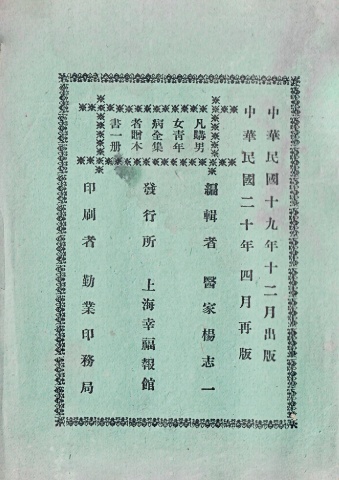 中華民國十九年十二月出版
中華民國二十年四月再版
凡購男
女青年
病全集
者贈本
書一册
編輯者 醫家楊志一
發行所 上海幸福報館
印刷者 勤業印務局